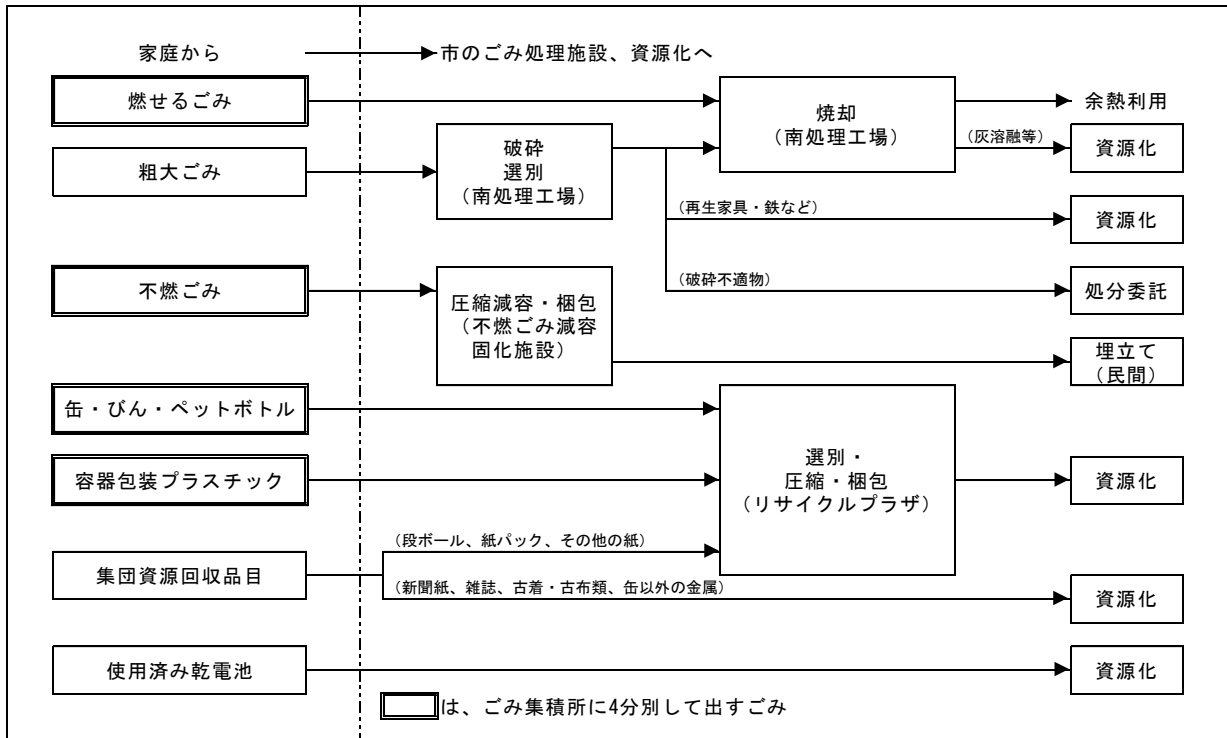 家庭から
市のごみ処理施設、資源化へ
燃せるごみ
焼却
(南処理工場)
余熱利用
(灰溶融等)
資源化
粗大ごみ
破砕
選別
(南処理工場)
(再生家具・鉄など)
資源化
(破砕不適物)
処分委託
不燃ごみ
圧縮減容・梱包
(不燃ごみ減容
固化施設)
埋立て
(民間)
缶・びん・ペットボトル
容器包装プラスチック
選別・
圧縮・梱包
(リサイクルプラザ)
資源化
集団資源回収品目
(段ボール、紙パック、その他の紙)
(新聞紙、雑誌、古着・古布類、缶以外の金属)
資源化
使用済み乾電池
資源化
は、ごみ集積所に4分別して出すごみ